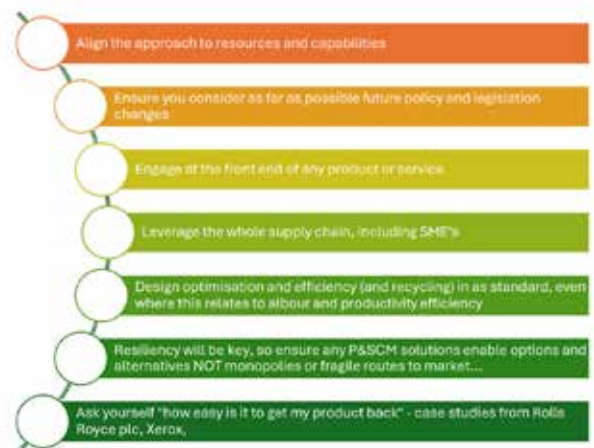 Align the approach to resources and capabilities
Ensure you consider as far as possible future policy and legislation
changes
Engage at the front end of any product or service
Leverage the whole supply chain, including SME's
Design optimisation and efficiency (and recycling) in as standard, even
where this relates to albour and productivity efficiency
Resiliency will be key, so ensure any P&SCM solutions enable options and
alternatives NOT monopolies or fragile routes to market...
Ask yourself "how easy is it to get my product back" - case studies from Rolls
Royce plc, Xerox,